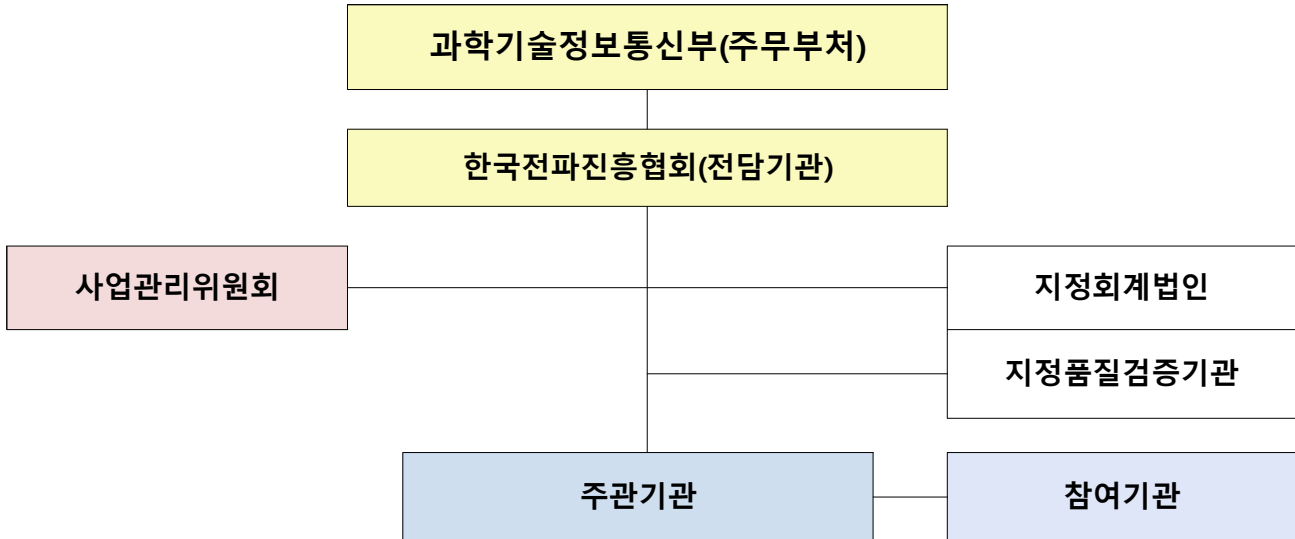 과학기술정보통신부(주무부처)
한국전파진흥협회(전담기관)
사업관리위원회
지정회계법인
지정품질검증기관
주관기관
참여기관